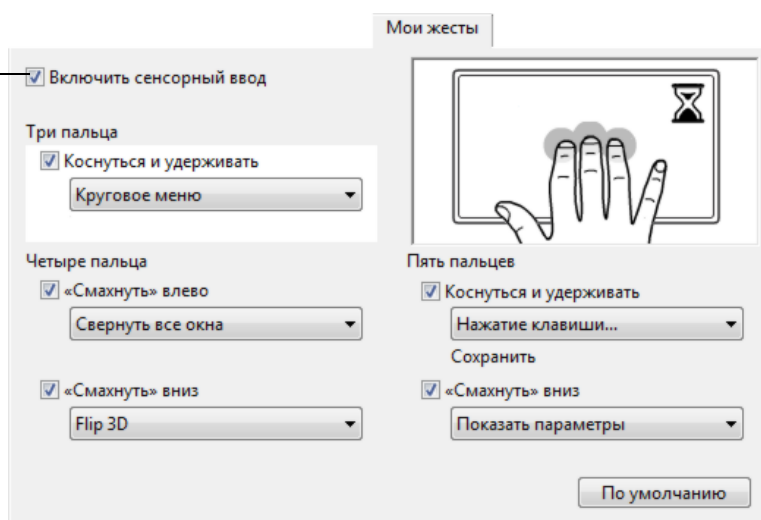 Мои жесты
Включить сенсорный ввод
Три пальца
Коснуться и удерживать
Круговое меню
Четыре пальца
«Смахнуть» влево
Свернуть все окна
«Смахнуть» вниз
Flip 3D
Пять пальцев
Коснуться и удерживать
Нажатие клавиши...
Сохранить
«Смахнуть» вниз
Показать параметры
По умолчанию